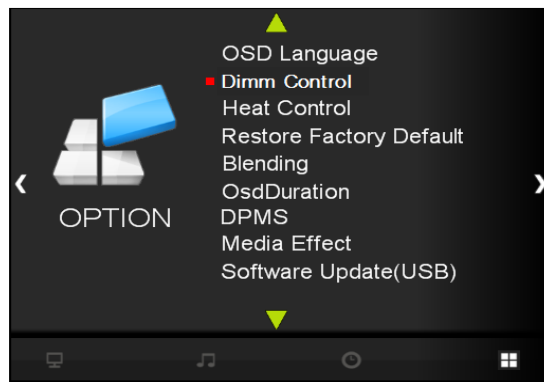 OSD Language
Dimm Control
Heat Control
Restore Factory Default
Blending
OsdDuration
OPTION
DPMS
Media Effect
Software Update(USB)